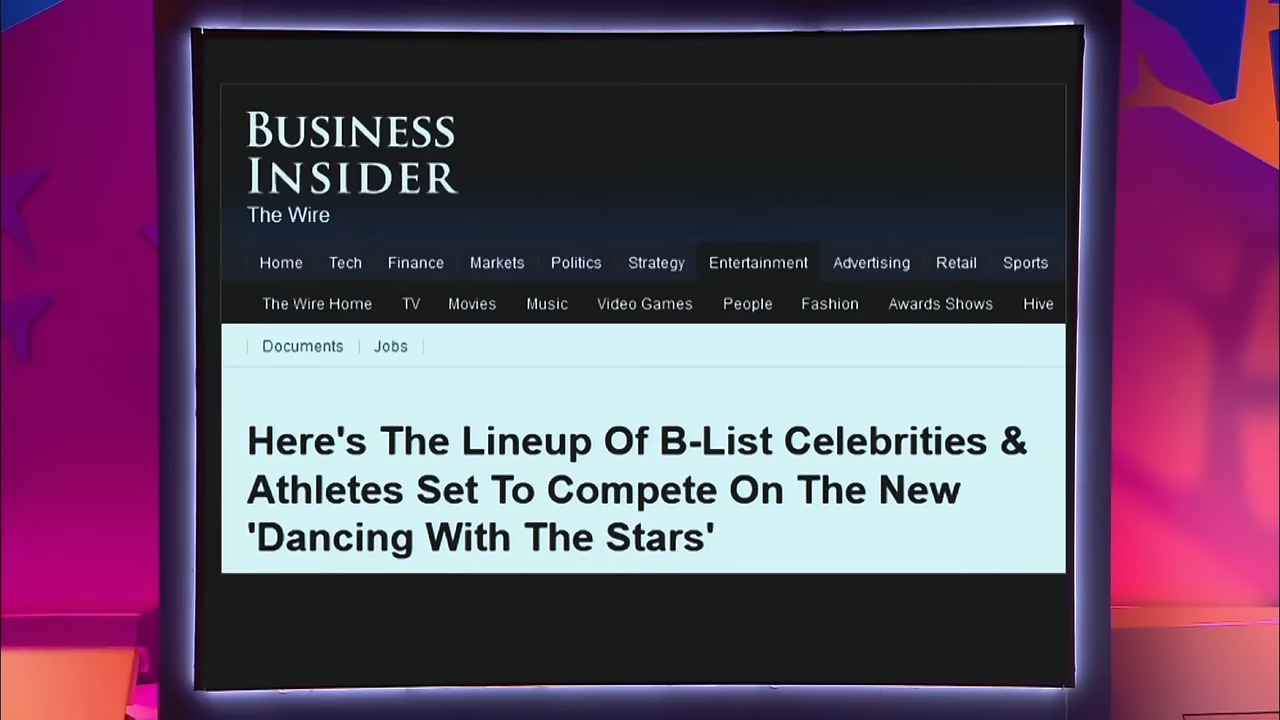 BUSINESS
INSIDER
The Wire
Home Tech Finance Markets Politics Strategy Entertainment Advertising Retail Sports
The Wire Home TV Movies Music Video Games People Fashion Awards Shows Hive
Documents Jobs
Here's The Lineup Of B-List Celebrities &
Athletes Set To Compete On The New
'Dancing With The Stars'